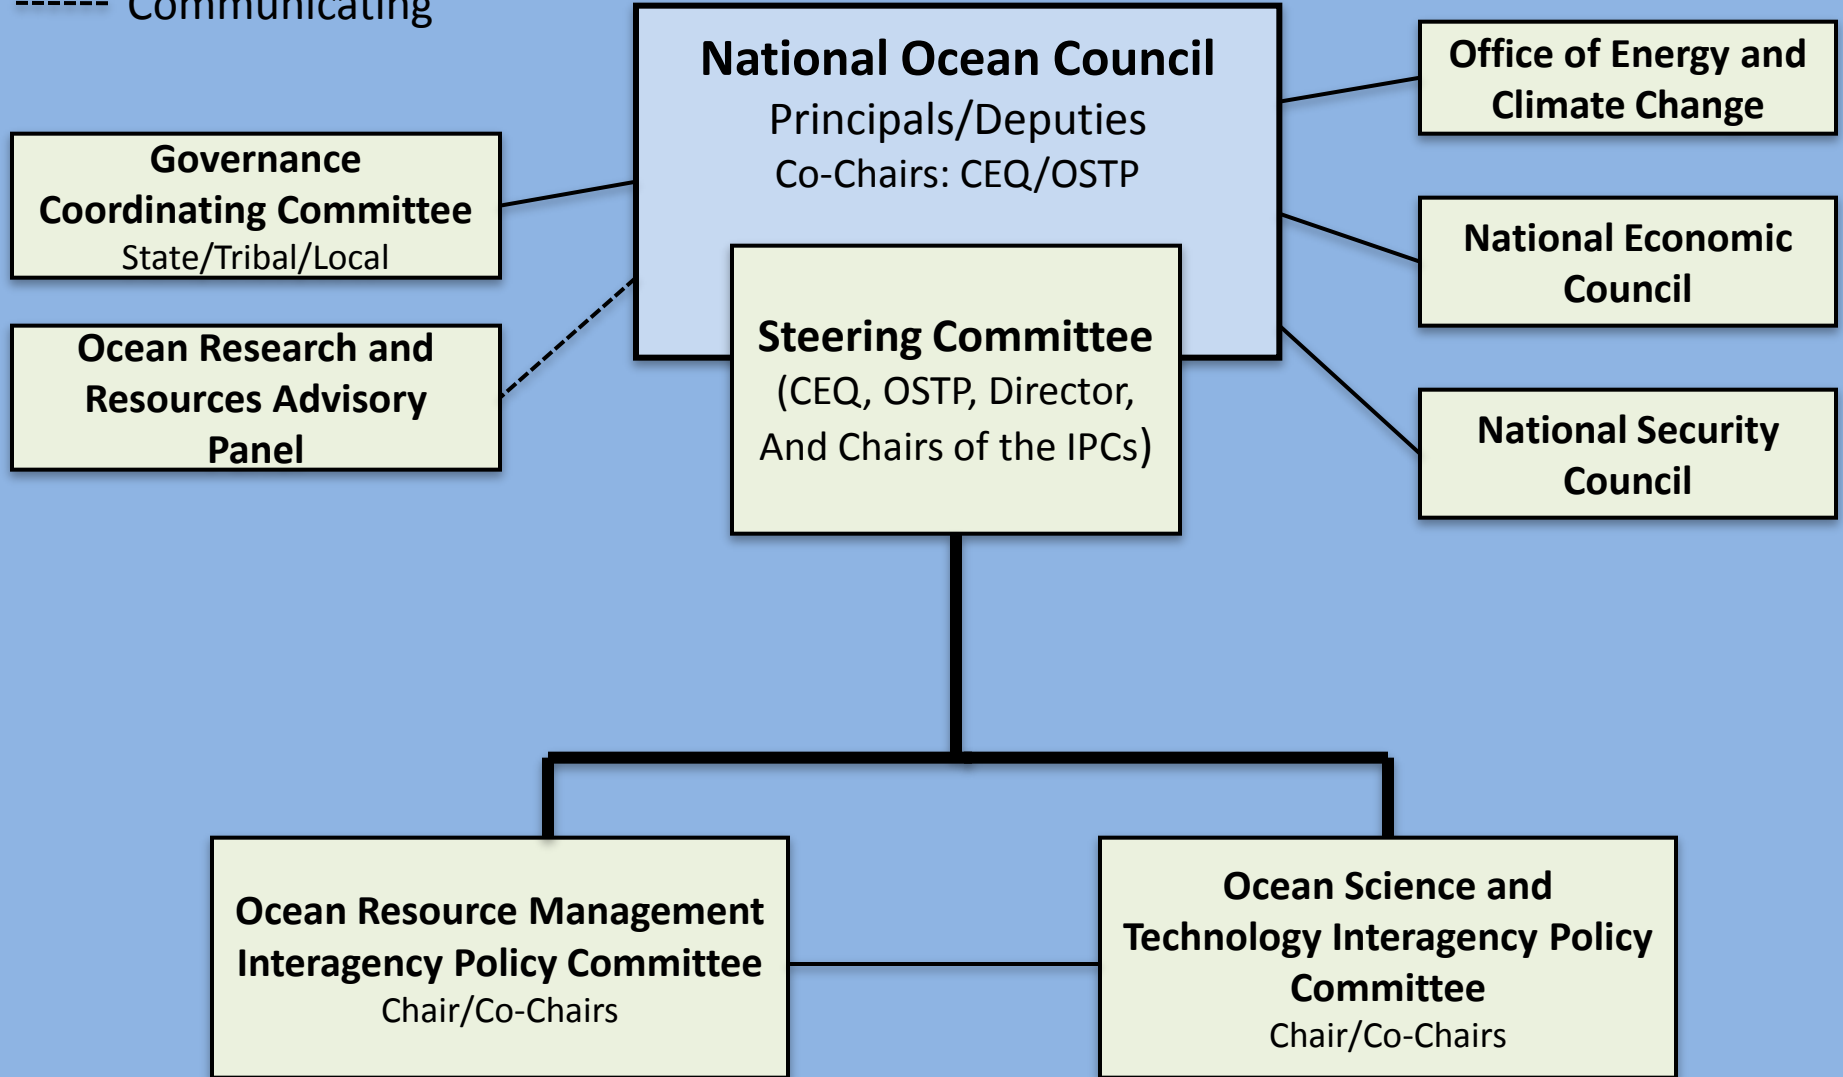 Communicating
National Ocean Council
Principals/Deputies
Co-Chairs: CEQ/OSTP
Office of Energy and
Climate Change
Governance
Coordinating Committee
State/Tribal/Local
National Economic
Council
Ocean Research and
Resources Advisory
Panel
Steering Committee
(CEQ, OSTP, Director,
And Chairs of the IPCs)
National Security
Council
Ocean Resource Management
Interagency Policy Committee
Chair/Co-Chairs
Ocean Science and
Technology Interagency Policy
Committee
Chair/Co-Chairs